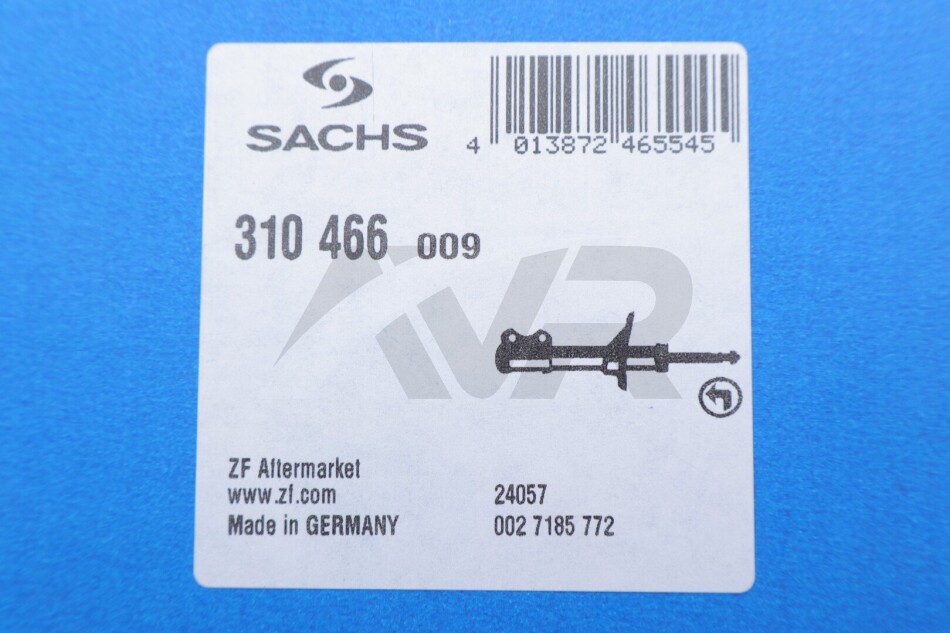 SACHS
4 013872 465545
310 466 009
ZF Aftermarket
www.zf.com
Made in GERMANY
24057
002 7185 772